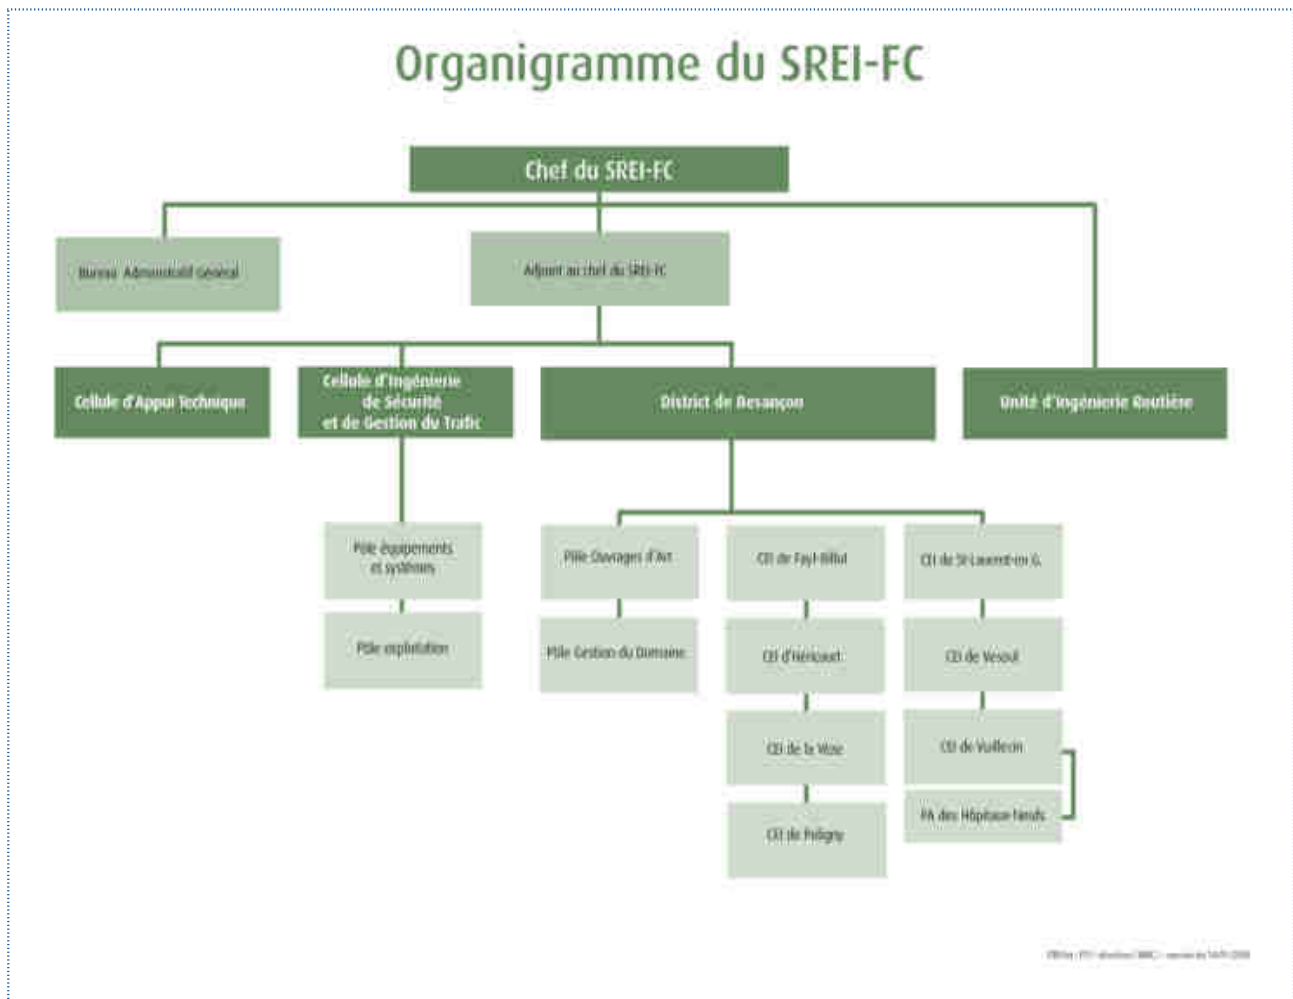 Organigramme du SREI-FC
Chef du SREI-FC
Bureau Administratif Général
Adjoint au chef du SREI-FC
Cellule d'Appui Technique
Cellule d'Ingénierie
de Sécurité
et de Gestion du Trafic
District de Besançon
Unité d'Ingénierie Routière
Pôle équipements
et systèmes
Pôle Ouvrages d'Art
CEI de Fayl-Billot
CEI de St-Laurent-en G.
Pôle exploitation
Pôle Gestion du Domaine
CEI d'Héricourt
CEI de Vesoul
CEI de la Vèze
CEI de Vuillecin
PA des Hôpitaux-Neufs
CEI de Poligny